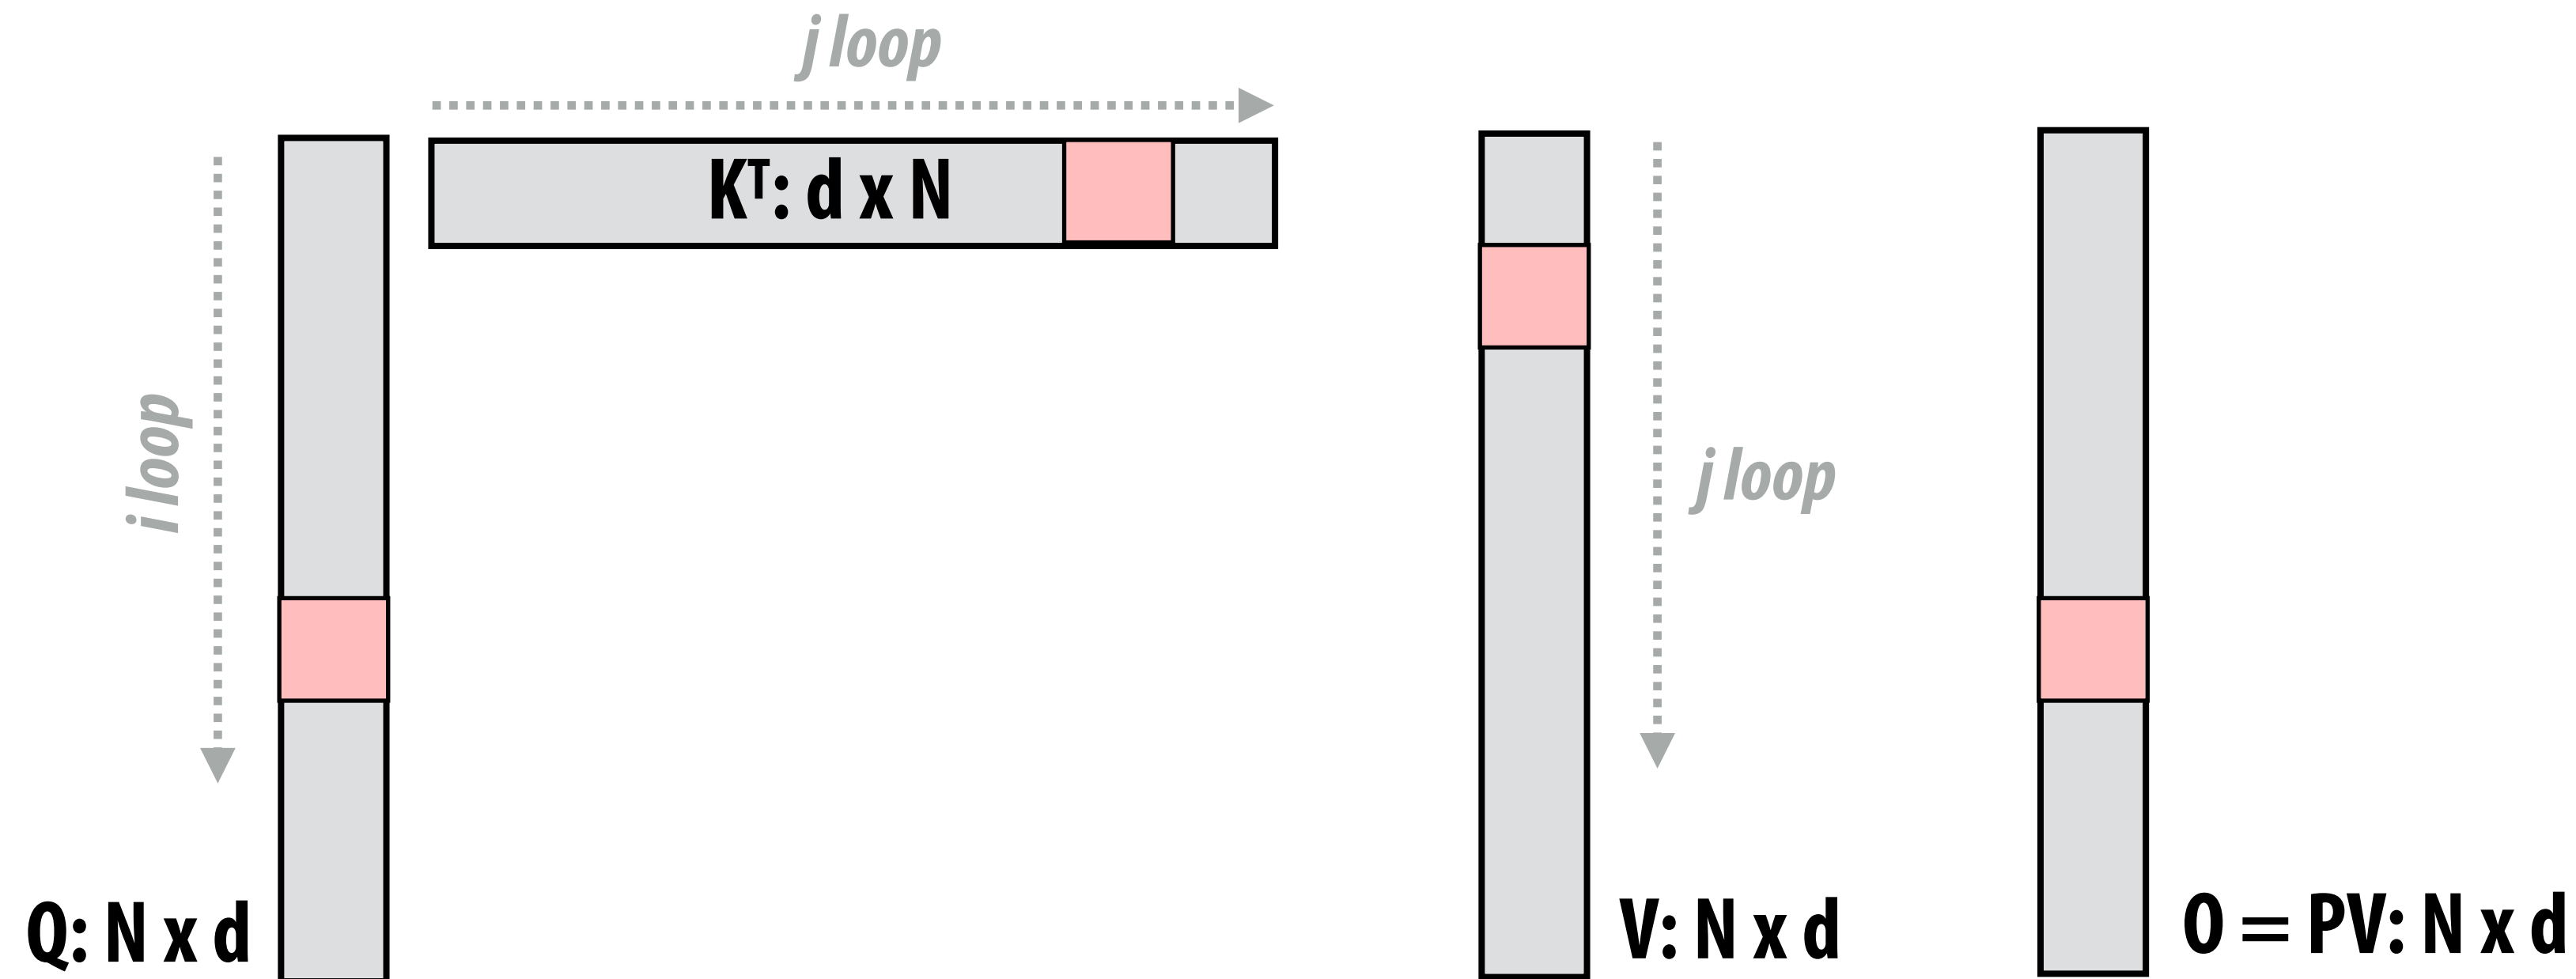 j loop
Kᵀ: d x N
i loop
j loop
Q: N x d
V: N x d
O = PV: N x d